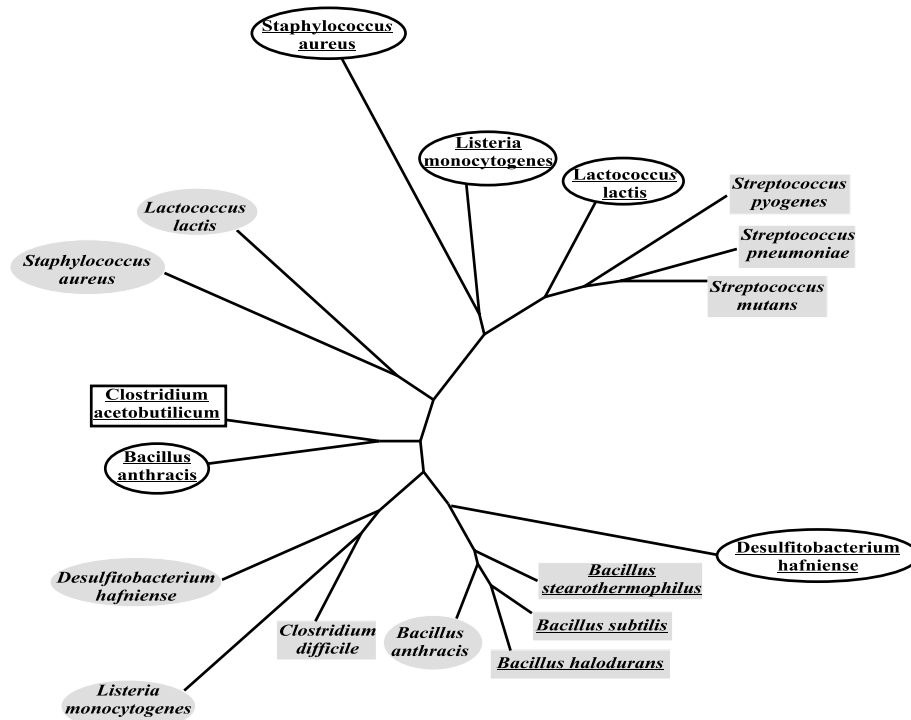 Staphylococcus
aureus
Listeria
monocytogenes
Lactococcus
lactis
Streptococcus
pyogenes
Streptococcus
pneumoniae
Streptococcus
mutans
Lactococcus
lactis
Staphylococcus
aureus
Clostridium
acetobutilicum
Bacillus
anthracis
Desulfitobacterium
hafniense
Desulfitobacterium
hafniense
Bacillus
stearothermophilus
Bacillus subtilis
Bacillus halodurans
Bacillus
anthracis
Clostridium
difficile
Listeria
monocytogenes